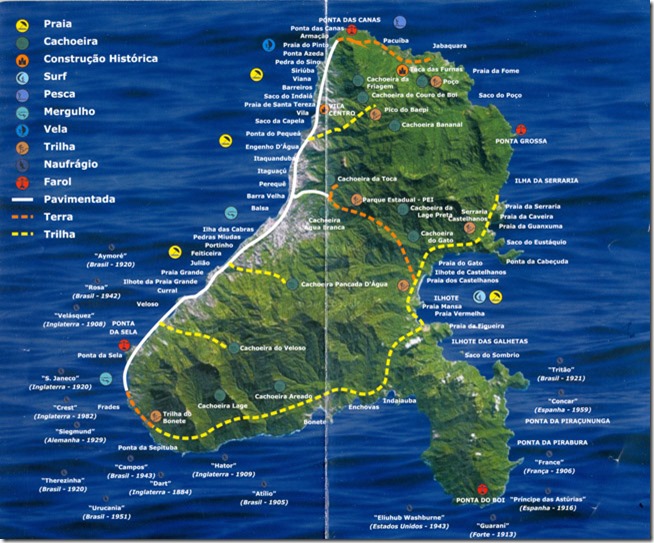 Praia
Cachoeira
Construção Histórica
Surf
Pesca
Mergulho
Vela
Trilha
Naufrágio
Farol
Pavimentada
Terra
Trilha
PONTA DAS CANAS
Ponta das Canas
Armação
Praia do Pinto
Ponta Azeda
Pedra do Sino
Siriúba
Viana
Barreiros
Saco do Indaiá
Praia de Santa Tereza
Vila
Saco da Capela
Ponta do Pequeá
Engenho D'Água
Itaquanduba
Itaguaçú
Perequê
Barra Velha
Balsa
Ilha das Cabras
Pedras Miudas
Portinho
Feiticeira
Julião
Praia Grande
Ilhote da Praia Grande
Curral
Veloso
PONTA
DA SELA
Ponta da Sela
Frades
Ponta da Sepituba
Pacuíba
Jabaquara
Toca das Furnas
Praia da Fome
Poço
Cachoeira da
Friagem
Cachoeira do Couro de Boi
Saco do Poço
VILA
CENTRO
Pico do Baepi
Cachoeira Bananal
PONTA GROSSA
Cachoeira da Toca
ILHA DA SERRARIA
Parque Estadual - PEI
Cachoeira da
Lage Preta
Serraria
Castelhanos
Praia da Serraria
Praia da Caveira
Praia da Guanxuma
Cachoeira
Água Branca
Cachoeira
do Gato
Saco do Eustáquio
Ponta da Cabeçuda
Praia do Gato
Ilhote de Castelhanos
Praia dos Castelhanos
Cachoeira Pancada D'Água
ILHOTE
Praia Mansa
Praia Vermelha
Praia da Figueira
ILHOTE DAS GALHETAS
Saco do Sombrio
Cachoeira do Veloso
Cachoeira Areado
Cachoeira Lage
Trilha do
Bonete
Bonete
Enchovas
Indaiauba
PONTA DA PIRAÇUNUNGA
PONTA DA PIRABURA
PONTA DO BOI
"Aymoré"
(Brasil - 1920)
"Rosa"
(Brasil - 1942)
"Velásquez"
(Inglaterra - 1908)
"S. Janeco"
(Inglaterra - 1920)
"Crest"
(Inglaterra - 1982)
"Siegmund"
(Alemanha - 1929)
"Therezinha"
(Brasil - 1920)
"Urucania"
(Brasil - 1951)
"Campos"
(Brasil - 1943)
"Dart"
(Inglaterra - 1884)
"Hator"
(Inglaterra - 1909)
"Atílio"
(Brasil - 1905)
"Tritão"
(Brasil - 1921)
"Concar"
(Espanha - 1959)
"France"
(França - 1906)
"Príncipe das Astúrias"
(Espanha - 1916)
"Eliuhub Washburne"
(Estados Unidos - 1943)
"Guarani"
(Forte - 1913)